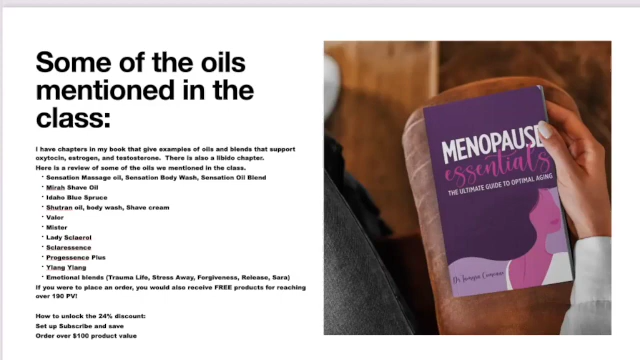 Some of the oils
mentioned in the
class:
I have chapters in my book that give examples of oils and blends that support
oxytocin, estrogen, and testosterone. There is also a libido chapter.
Here is a review of some of the oils we mentioned in the class.
• Sensation Massage oil, Sensation Body Wash, Sensation Oil Blend
• Mirah Shave Oil
• Idaho Blue Spruce
• Shutran oil, body wash, Shave cream
• Valor
• Mister
• Lady Sclaerol
• Sclaressence
• Progessence Plus
• Ylang Ylang
• Emotional blends (Trauma Life, Stress Away, Forgiveness, Release, Sara)
If you were to place an order, you would also receive FREE products for reaching
over 190 PV!
How to unlock the 24% discount:
Set up Subscribe and save
Order over $100 product value
MENOPAUSE
essentials
THE ULTIMATE GUIDE TO OPTIMAL AGING